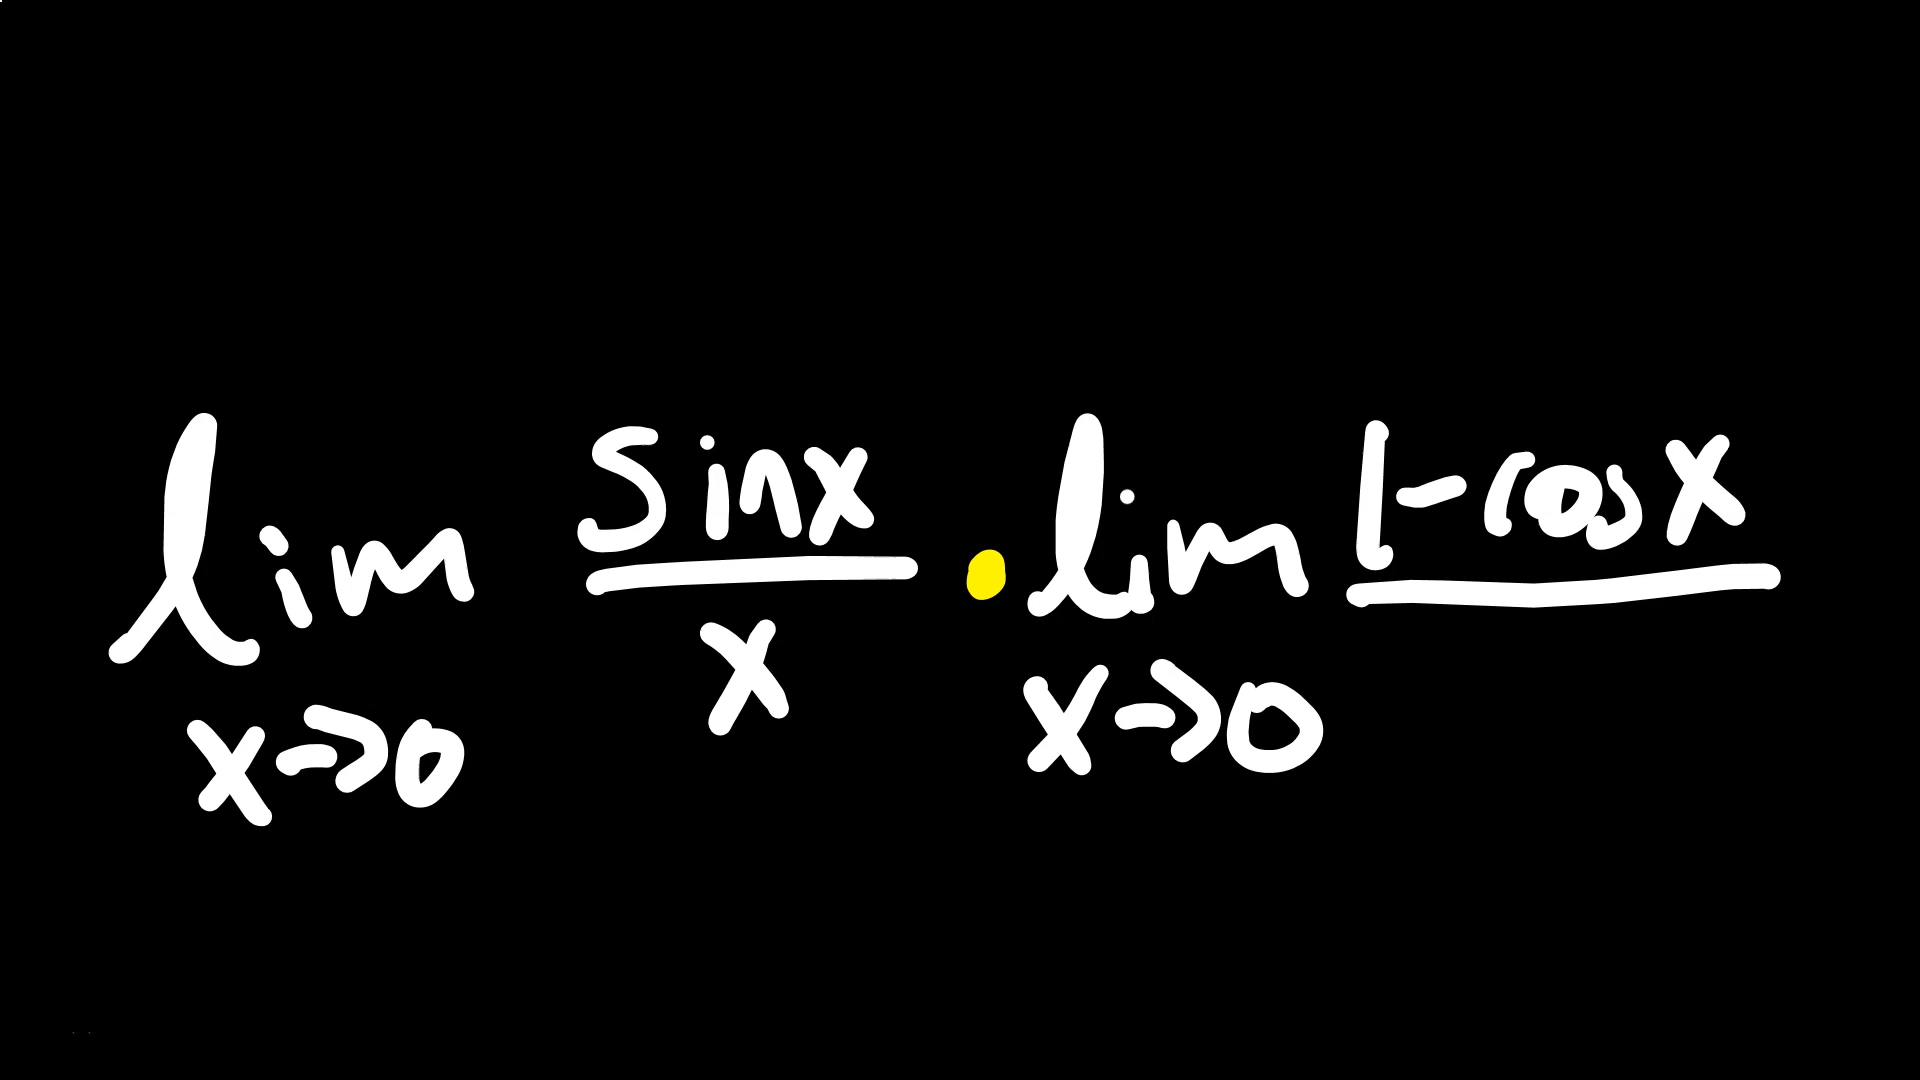 lim sinx/x · lim 1-cosx/
x→0 x→0